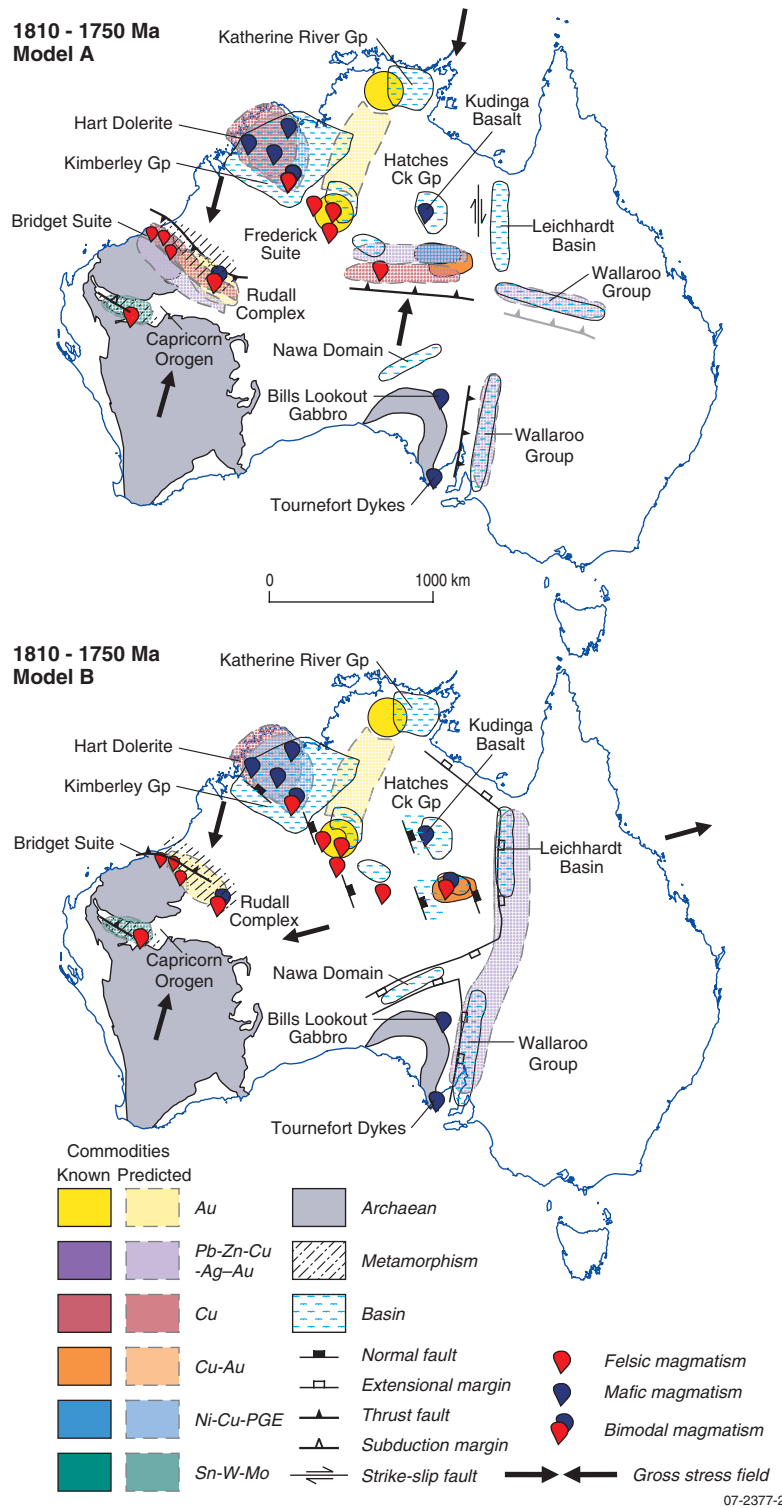 1810 - 1750 Ma
Model A
Katherine River Gp
Kudinga
Basalt
Hart Dolerite
Kimberley Gp
Hatches
Ck Gp
Bridget Suite
Frederick
Suite
Leichhardt
Basin
Wallaroo
Group
Rudall
Complex
Capricorn
Orogen
Nawa Domain
Bills Lookout
Gabbro
Wallaroo
Group
Tournefort Dykes
0 1000 km
1810 - 1750 Ma
Model B
Katherine River Gp
Kudinga
Basalt
Hart Dolerite
Kimberley Gp
Hatches
Ck Gp
Bridget Suite
Leichhardt
Basin
Rudall
Complex
Capricorn
Orogen
Nawa Domain
Bills Lookout
Gabbro
Wallaroo
Group
Tournefort Dykes
Commodities
Known Predicted
Au
Pb-Zn-Cu
-Ag–Au
Cu
Cu-Au
Ni-Cu-PGE
Sn-W-Mo
Archaean
Metamorphism
Basin
Normal fault
Extensional margin
Thrust fault
Subduction margin
Strike-slip fault
Felsic magmatism
Mafic magmatism
Bimodal magmatism
Gross stress field
07-2377-2